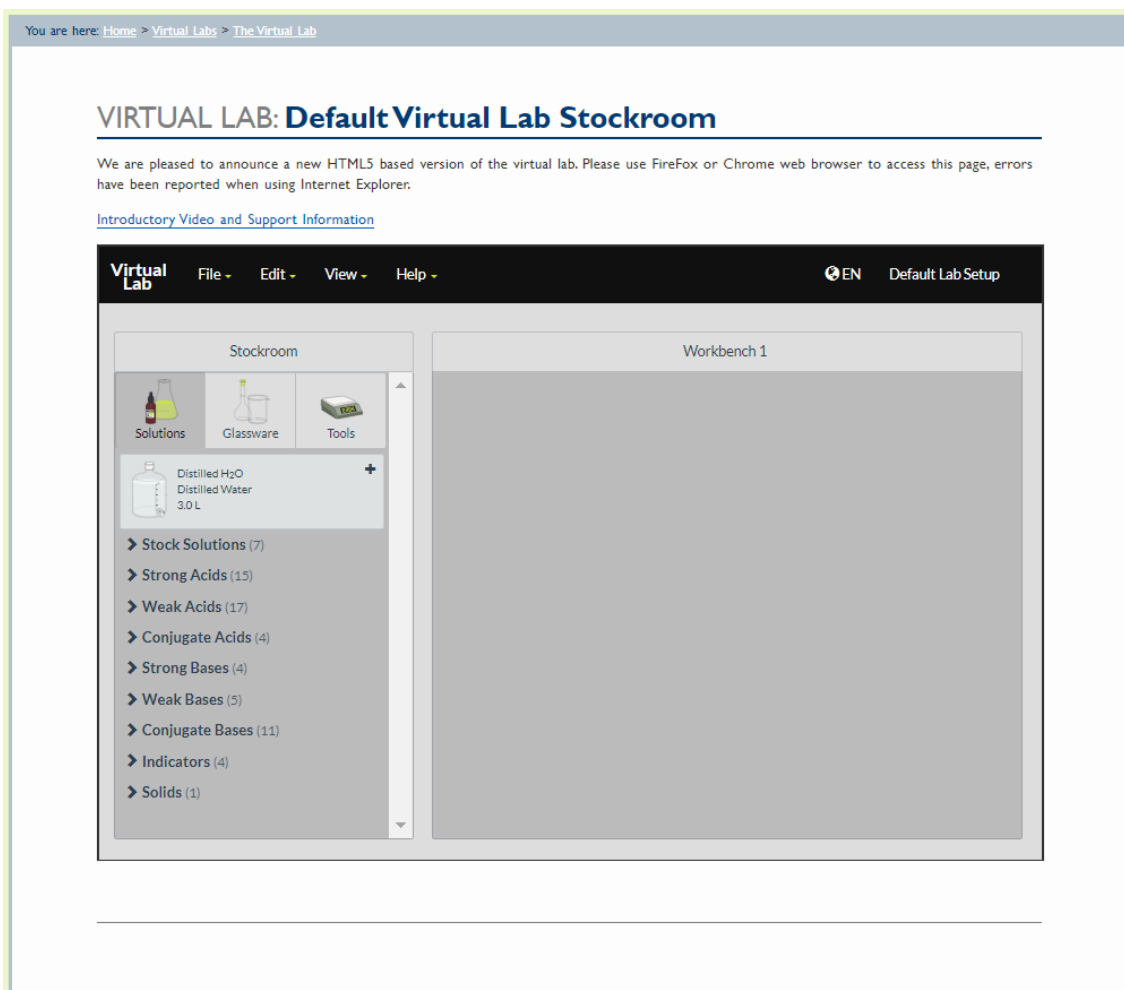 You are here: Home > Virtual Labs > The Virtual Lab
VIRTUAL LAB: Default Virtual Lab Stockroom
We are pleased to announce a new HTML5 based version of the virtual lab. Please use FireFox or Chrome web browser to access this page, errors
have been reported when using Internet Explorer.
Introductory Video and Support Information
Virtual Lab File Edit View Help EN Default Lab Setup
Stockroom
Workbench 1
Solutions Glassware Tools
Distilled H2O
Distilled Water
3.0 L
Stock Solutions (7)
Strong Acids (15)
Weak Acids (17)
Conjugate Acids (4)
Strong Bases (4)
Weak Bases (5)
Conjugate Bases (11)
Indicators (4)
Solids (1)